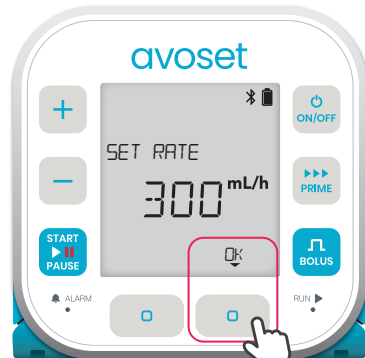 avoset
ON/OFF
SET RATE
300 mL/h
PRIME
START
PAUSE
OK
BOLUS
ALARM
RUN